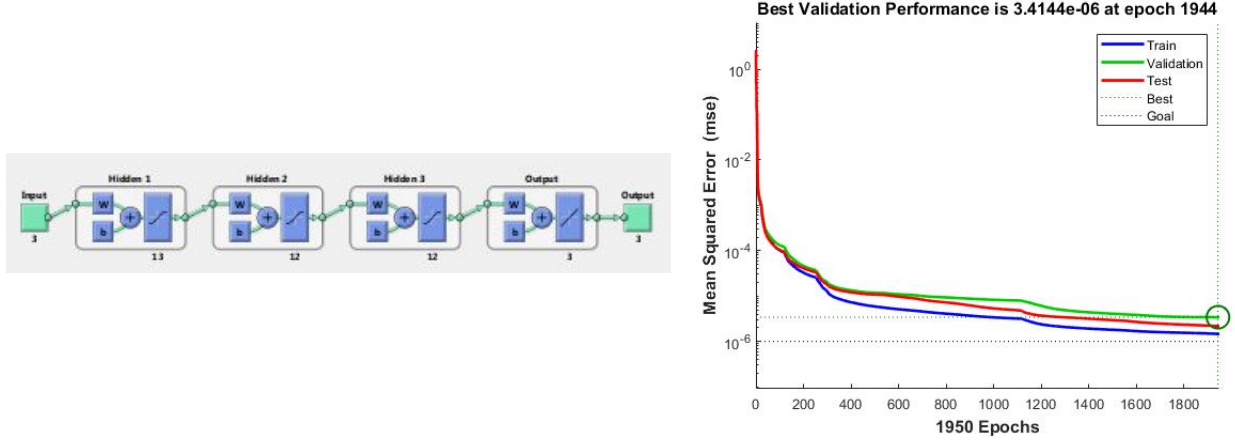 Hidden 1 Hidden 2 Hidden 3 Output
Input Output
W W W W
b b b b
3 3
13 12 12 3
Best Validation Performance is 3.4144e-06 at epoch 1944
Mean Squared Error (mse)
10^0
10^-2
10^-4
10^-6
Train
Validation
Test
Best
Goal
0 200 400 600 800 1000 1200 1400 1600 1800
1950 Epochs